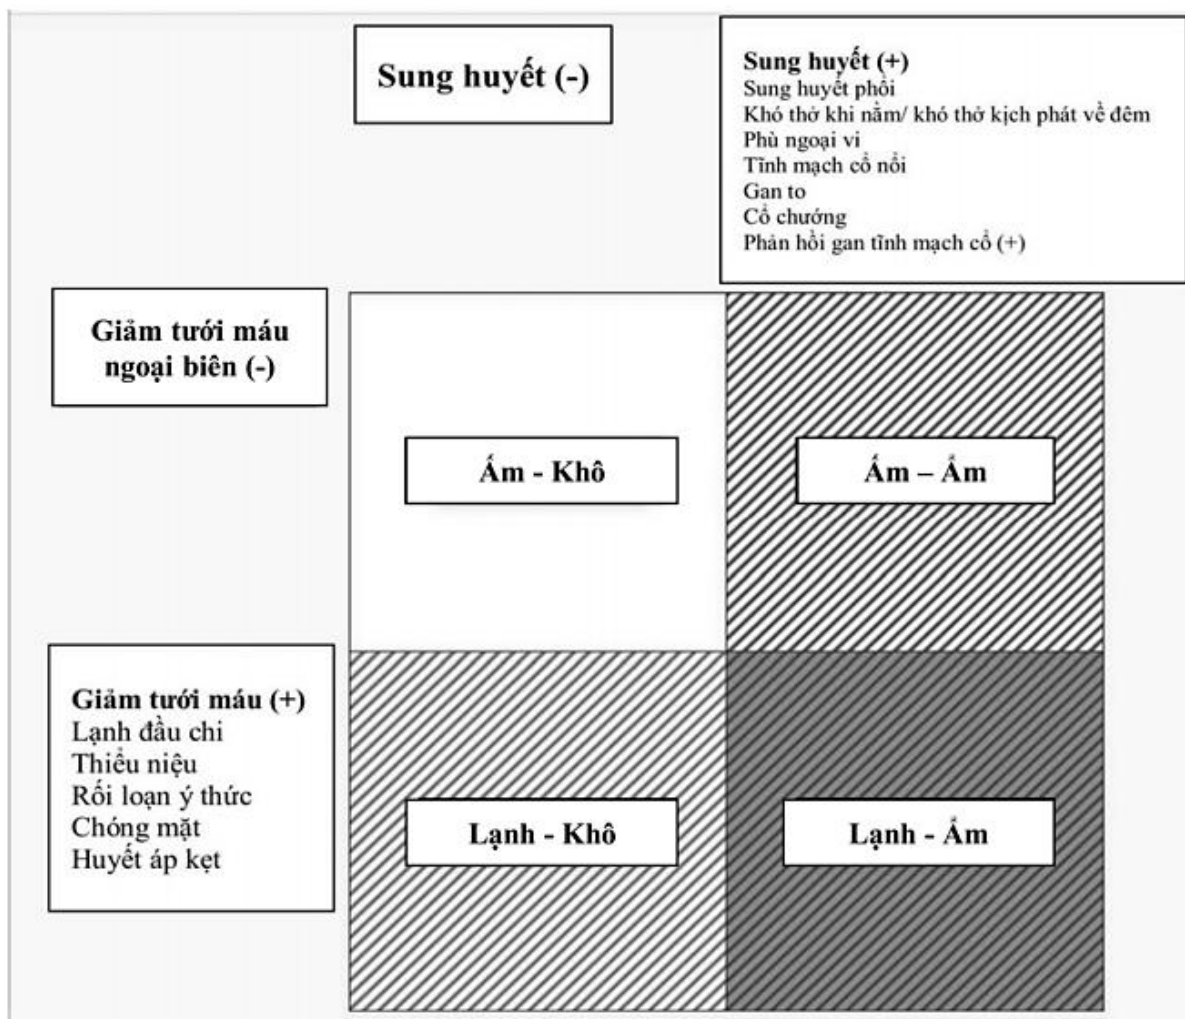 Sung huyết (-)
Sung huyết (+)
Sung huyết phổi
Khó thở khi nằm/ khó thở kịch phát về đêm
Phù ngoại vi
Tĩnh mạch cổ nổi
Gan to
Cổ chướng
Phản hồi gan tĩnh mạch cổ (+)
Giảm tưới máu
ngoại biên (-)
Ấm - Khô
Ấm – Ẩm
Giảm tưới máu (+)
Lạnh đầu chi
Thiểu niệu
Rối loạn ý thức
Chóng mặt
Huyết áp kẹt
Lạnh - Khô
Lạnh - Ẩm